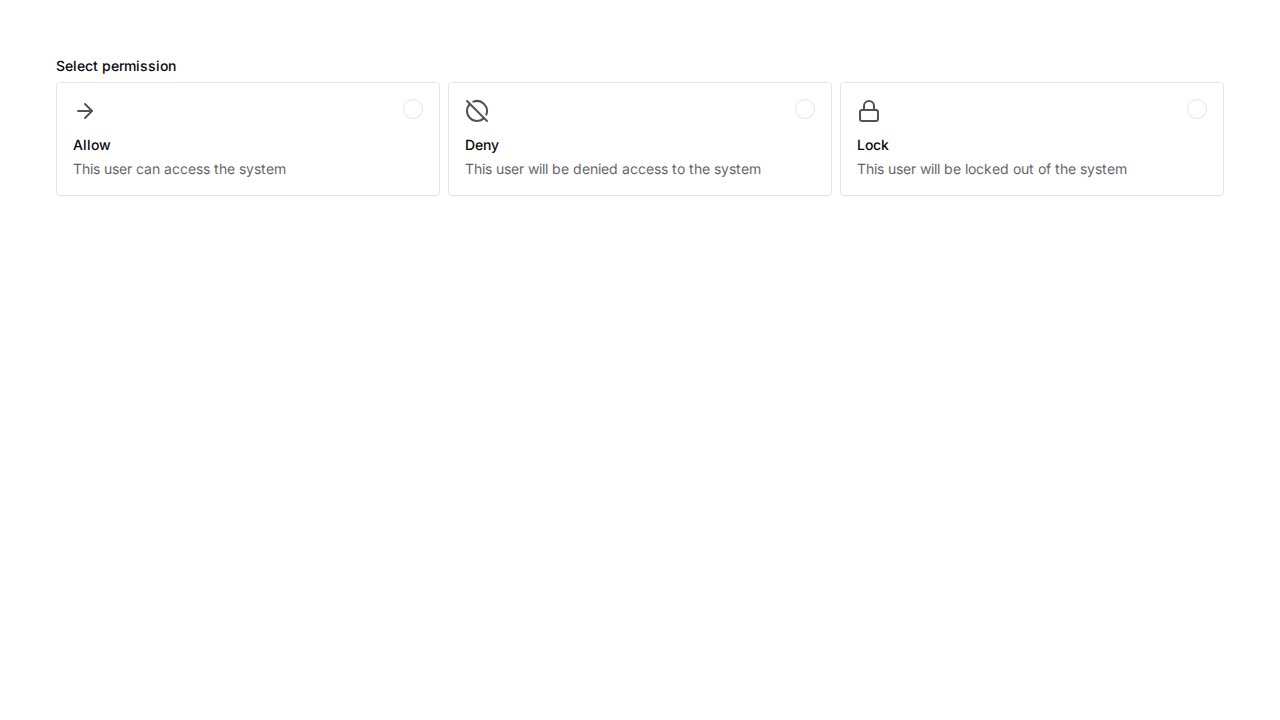 Select permission
Allow
This user can access the system
Deny
This user will be denied access to the system
Lock
This user will be locked out of the system